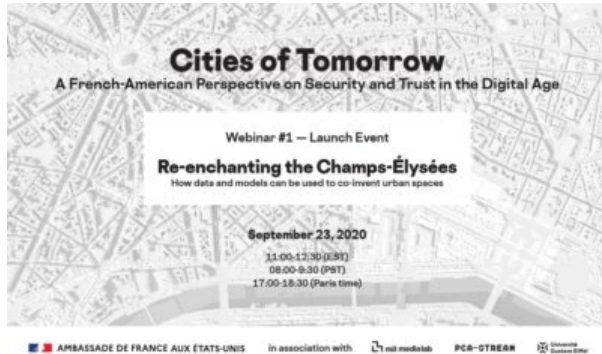 Cities of Tomorrow
A French-American Perspective on Security and Trust in the Digital Age
Webinar #1 — Launch Event
Re-enchanting the Champs-Élysées
How data and models can be used to co-invent urban spaces
September 23, 2020
11:00-12:30 (EST)
08:00-9:30 (PST)
17:00-18:30 (Paris time)
AMBASSADE DE FRANCE AUX ÉTATS-UNIS in association with mit media lab PCA-STREAM Université Gustave Eiffel